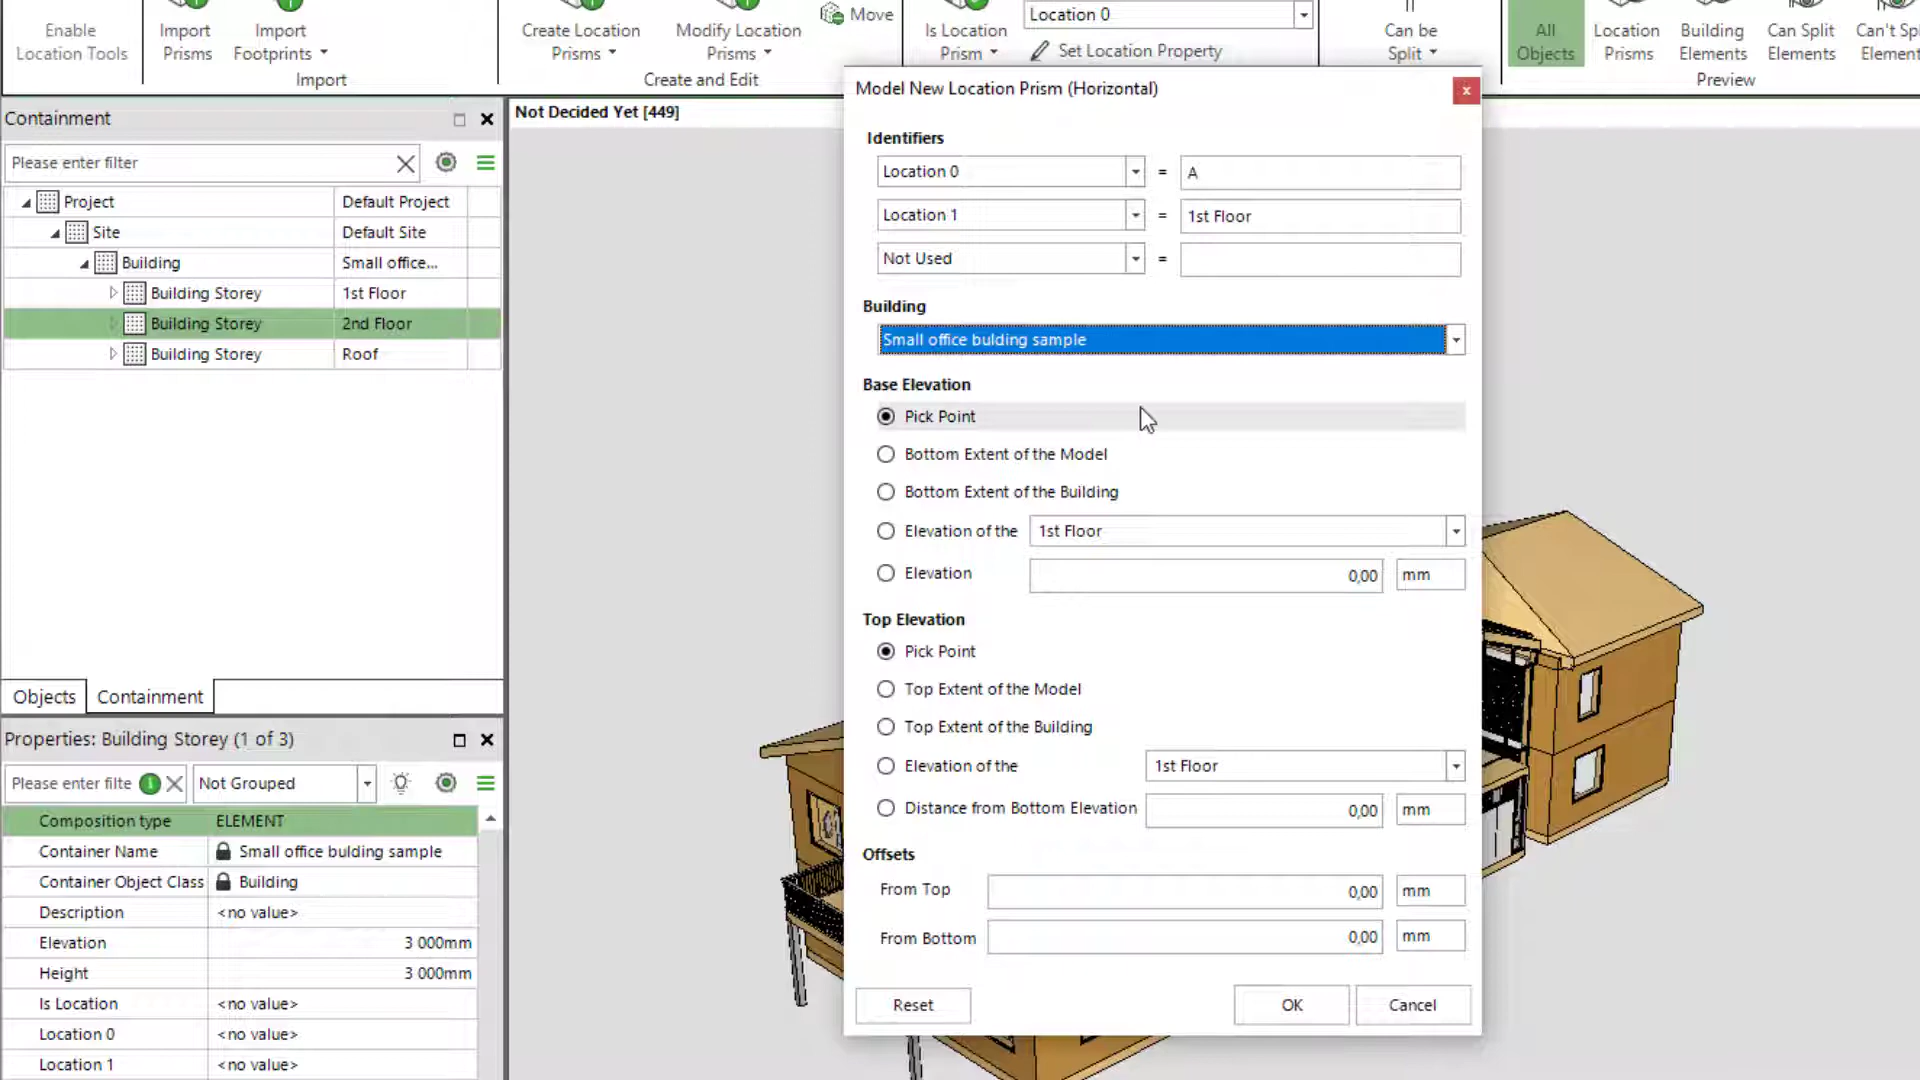 Enable
Location Tools
Import
Prisms
Import
Footprints
Import
Create Location
Prisms
Modify Location
Prisms
Move
Create and Edit
Is Location
Prism
Location 0
Set Location Property
Can be
Split
All
Objects
Location
Prisms
Building
Elements
Can Split
Elements
Can't Spl
Element
Preview
Containment
Please enter filter
Project Default Project
Site Default Site
Building Small office...
Building Storey 1st Floor
Building Storey 2nd Floor
Building Storey Roof
Objects Containment
Properties: Building Storey (1 of 3)
Please enter filte Not Grouped
Composition type ELEMENT
Container Name Small office bulding sample
Container Object Class Building
Description <no value>
Elevation 3 000mm
Height 3 000mm
Is Location <no value>
Location 0 <no value>
Location 1 <no value>
Not Decided Yet [449]
Model New Location Prism (Horizontal)
x
Identifiers
Location 0 = A
Location 1 = 1st Floor
Not Used =
Building
Small office bulding sample
Base Elevation
Pick Point
Bottom Extent of the Model
Bottom Extent of the Building
Elevation of the 1st Floor
Elevation 0,00 mm
Top Elevation
Pick Point
Top Extent of the Model
Top Extent of the Building
Elevation of the 1st Floor
Distance from Bottom Elevation 0,00 mm
Offsets
From Top 0,00 mm
From Bottom 0,00 mm
Reset OK Cancel